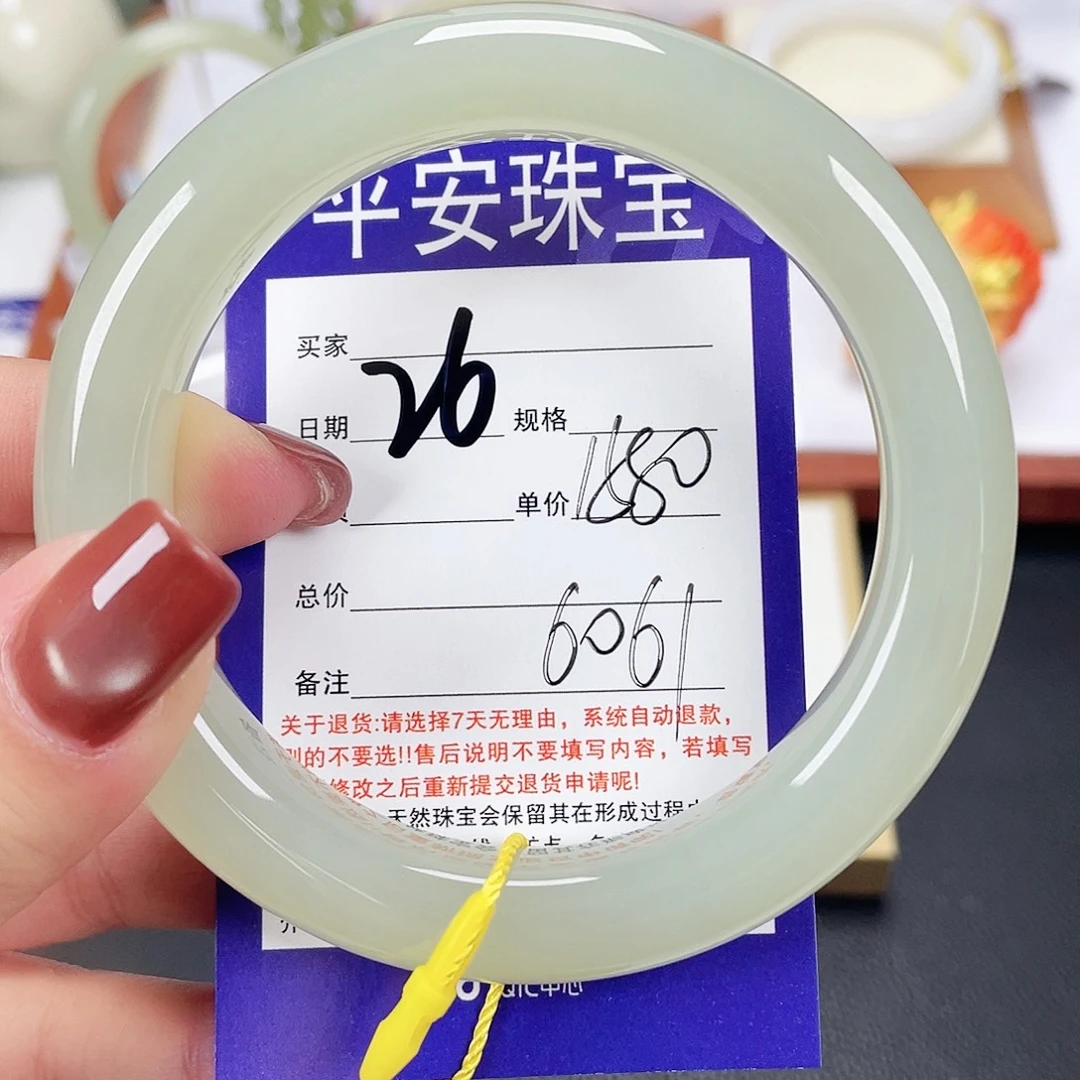 平安珠宝
买家
日期 26 规格
单价 1180
总价
6061
备注
关于退货:请选择7天无理由，系统自动退款，
别的不要选!!售后说明不要填写内容，若填写
修改之后重新提交退货申请呢!
天然珠宝会保留其在形成过程
中心